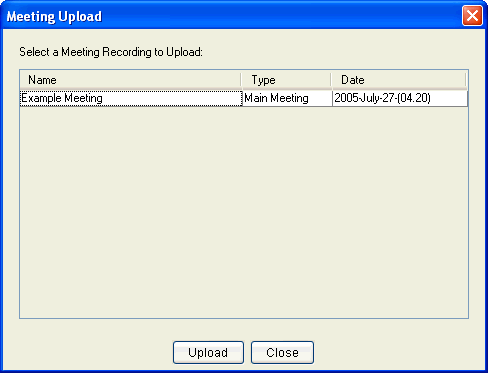 Meeting Upload
Select a Meeting Recording to Upload:
Name Type Date
Example Meeting Main Meeting 2005-July-27-(04.20)
Upload Close